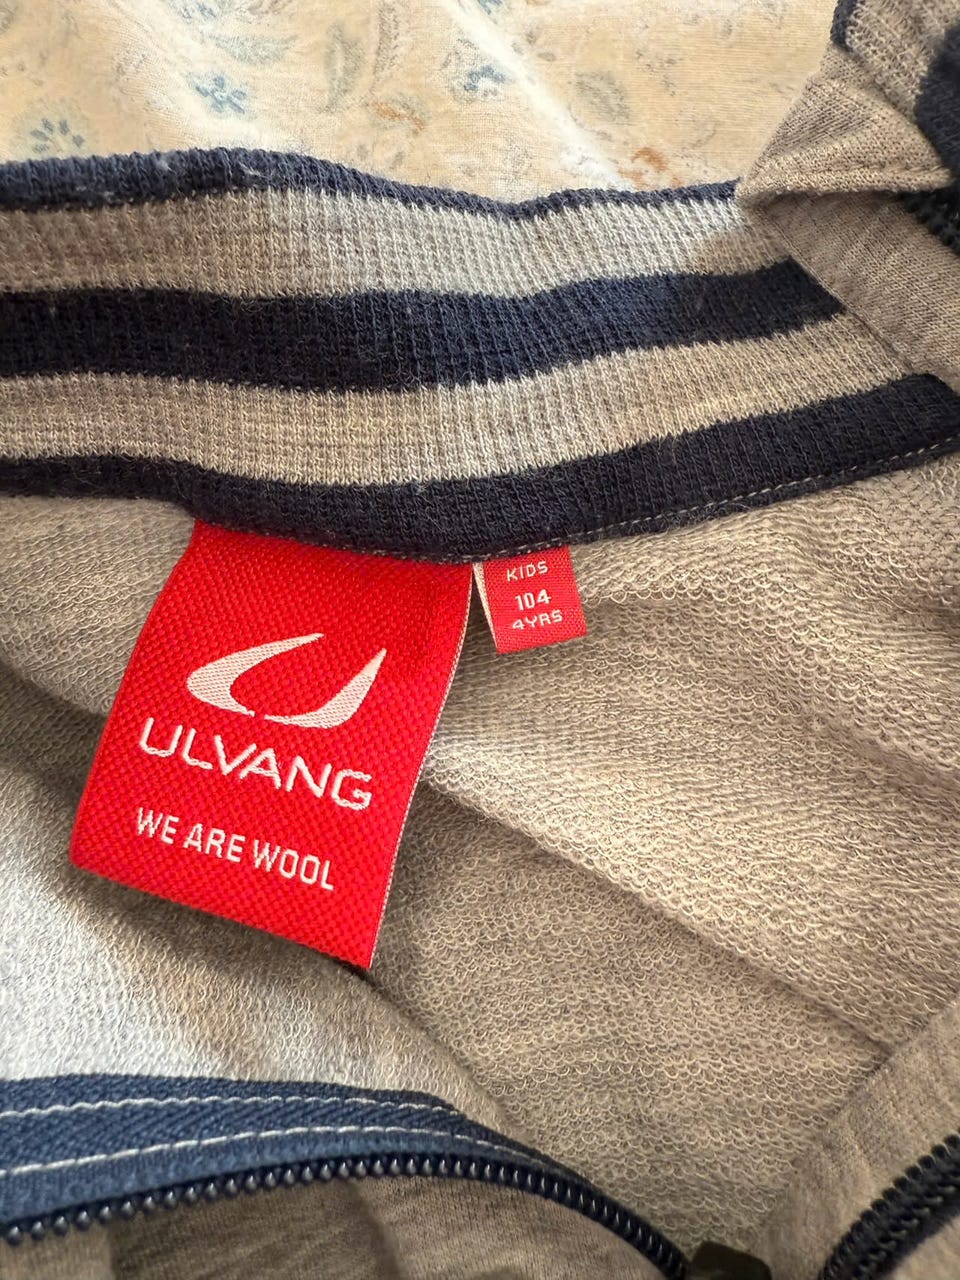 ULVANG
WE ARE WOOL
KIDS
104
4YRS